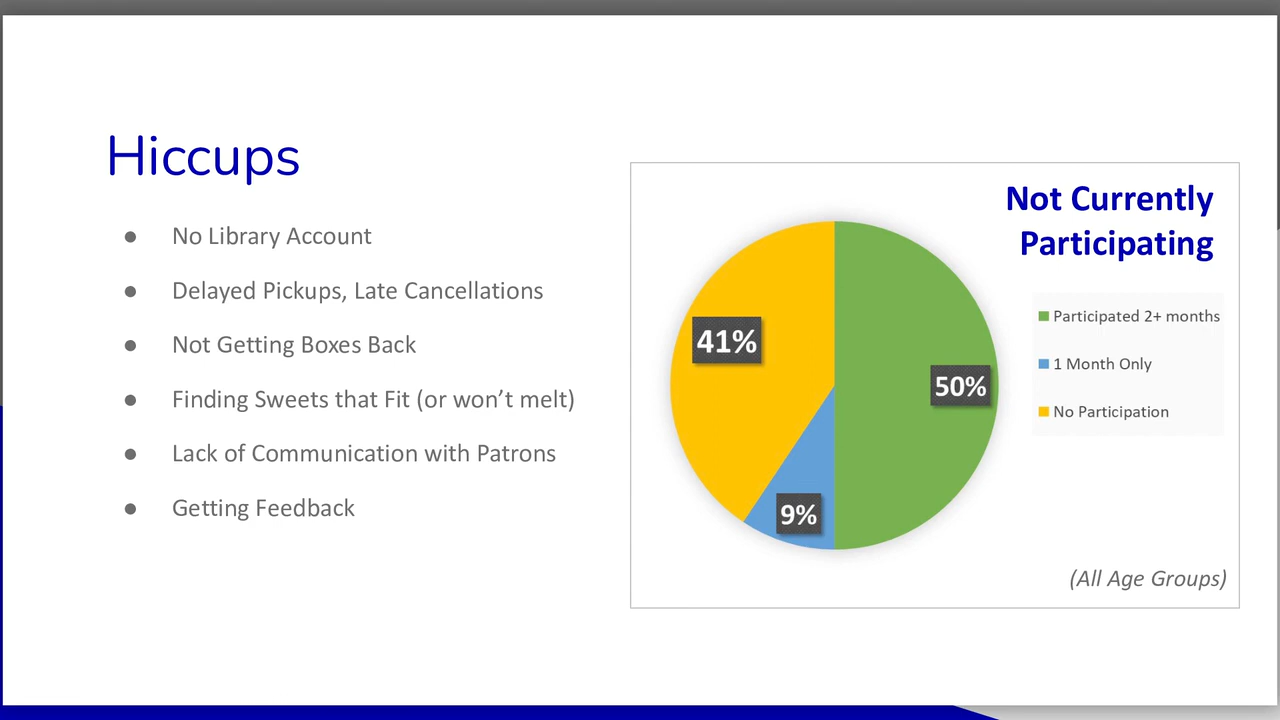 Hiccups
● No Library Account
● Delayed Pickups, Late Cancellations
● Not Getting Boxes Back
● Finding Sweets that Fit (or won’t melt)
● Lack of Communication with Patrons
● Getting Feedback
Not Currently
Participating
41%
50%
9%
Participated 2+ months
1 Month Only
No Participation
(All Age Groups)